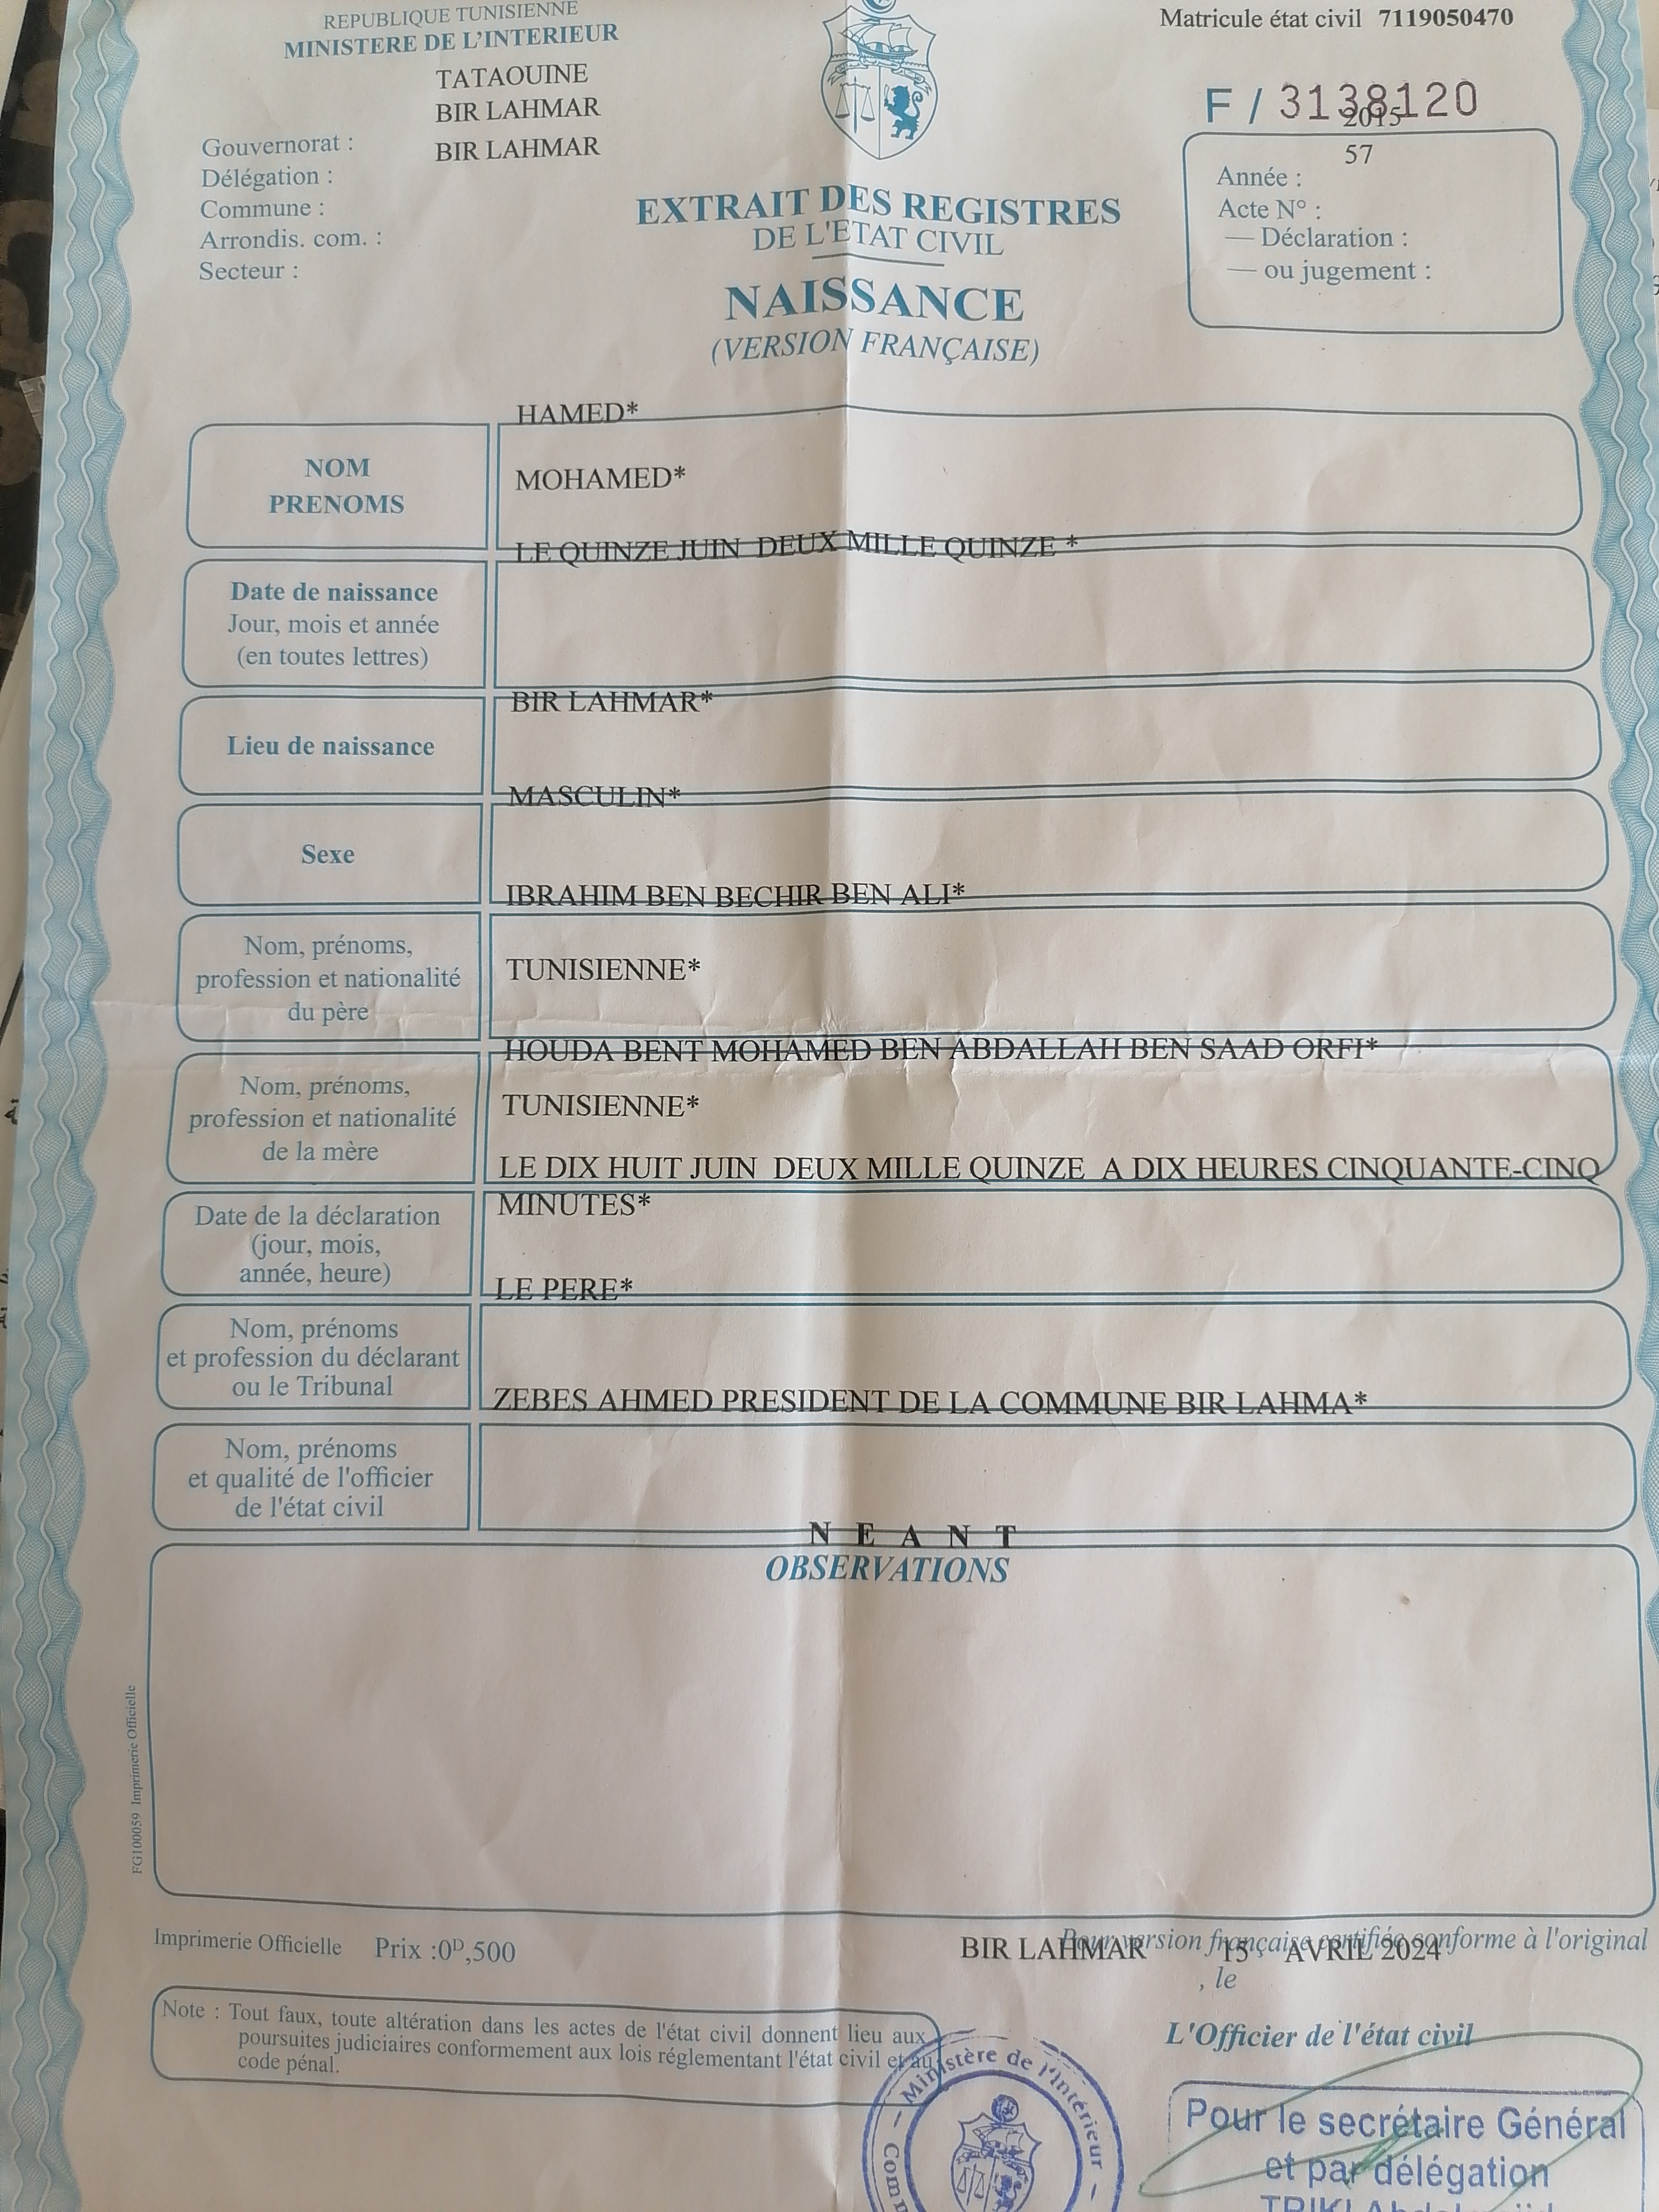 REPUBLIQUE TUNISIENNE
MINISTERE DE L'INTERIEUR
TATAOUINE
BIR LAHMAR
BIR LAHMAR
Gouvernorat :
Délégation :
Commune :
Arrondis. com. :
Secteur :
Matricule état civil 7119050470
F / 3138120
2015
57
Année :
Acte N° :
— Déclaration :
— ou jugement :
EXTRAIT DES REGISTRES
DE L'ETAT CIVIL
NAISSANCE
(VERSION FRANÇAISE)
HAMED*
NOM
PRENOMS
MOHAMED*
LE QUINZE JUIN DEUX MILLE QUINZE *
Date de naissance
Jour, mois et année
(en toutes lettres)
BIR LAHMAR*
Lieu de naissance
MASCULIN*
Sexe
IBRAHIM BEN BECHIR BEN ALI*
Nom, prénoms,
profession et nationalité
du père
TUNISIENNE*
HOUDA BENT MOHAMED BEN ABDALLAH BEN SAAD ORFI*
Nom, prénoms,
profession et nationalité
de la mère
TUNISIENNE*
LE DIX HUIT JUIN DEUX MILLE QUINZE A DIX HEURES CINQUANTE-CINQ
MINUTES*
Date de la déclaration
(jour, mois,
année, heure)
LE PERE*
Nom, prénoms
et profession du déclarant
ou le Tribunal
ZEBES AHMED PRESIDENT DE LA COMMUNE BIR LAHMA*
Nom, prénoms
et qualité de l'officier
de l'état civil
N E A N T
OBSERVATIONS
FG100059 Imprimerie Officielle
Imprimerie Officielle Prix :0D,500
Pour version française certifiée conforme à l'original
BIR LAHMAR 15 AVRIL 2024
, le
Note : Tout faux, toute altération dans les actes de l'état civil donnent lieu aux
poursuites judiciaires conformement aux lois réglementant l'état civil et au
code pénal.
L'Officier de l'état civil
Ministère de l'Intérieur
Pour le secrétaire Général
et par délégation